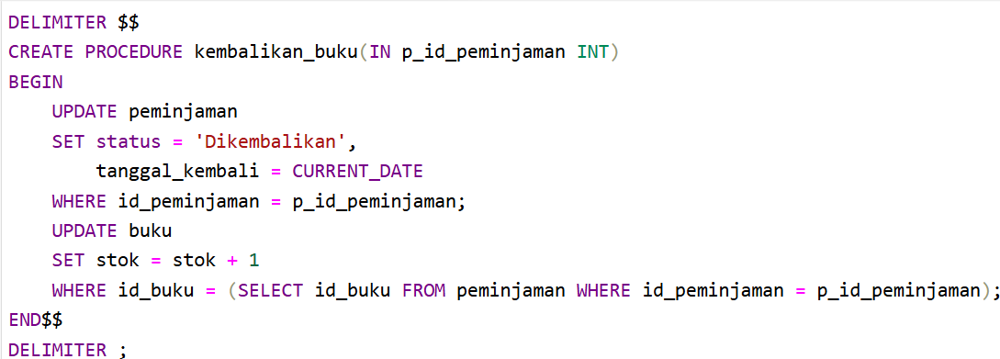 DELIMITER $$
CREATE PROCEDURE kembalikan_buku(IN p_id_peminjaman INT)
BEGIN
    UPDATE peminjaman
    SET status = 'Dikembalikan',
        tanggal_kembali = CURRENT_DATE
    WHERE id_peminjaman = p_id_peminjaman;
    UPDATE buku
    SET stok = stok + 1
    WHERE id_buku = (SELECT id_buku FROM peminjaman WHERE id_peminjaman = p_id_peminjaman);
END$$
DELIMITER ;